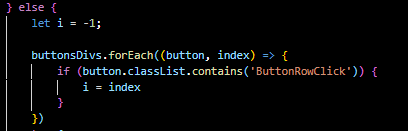 } else {
let i = -1;
buttonsDivs.forEach((button, index) => {
if (button.classList.contains('ButtonRowClick')) {
i = index
}
})